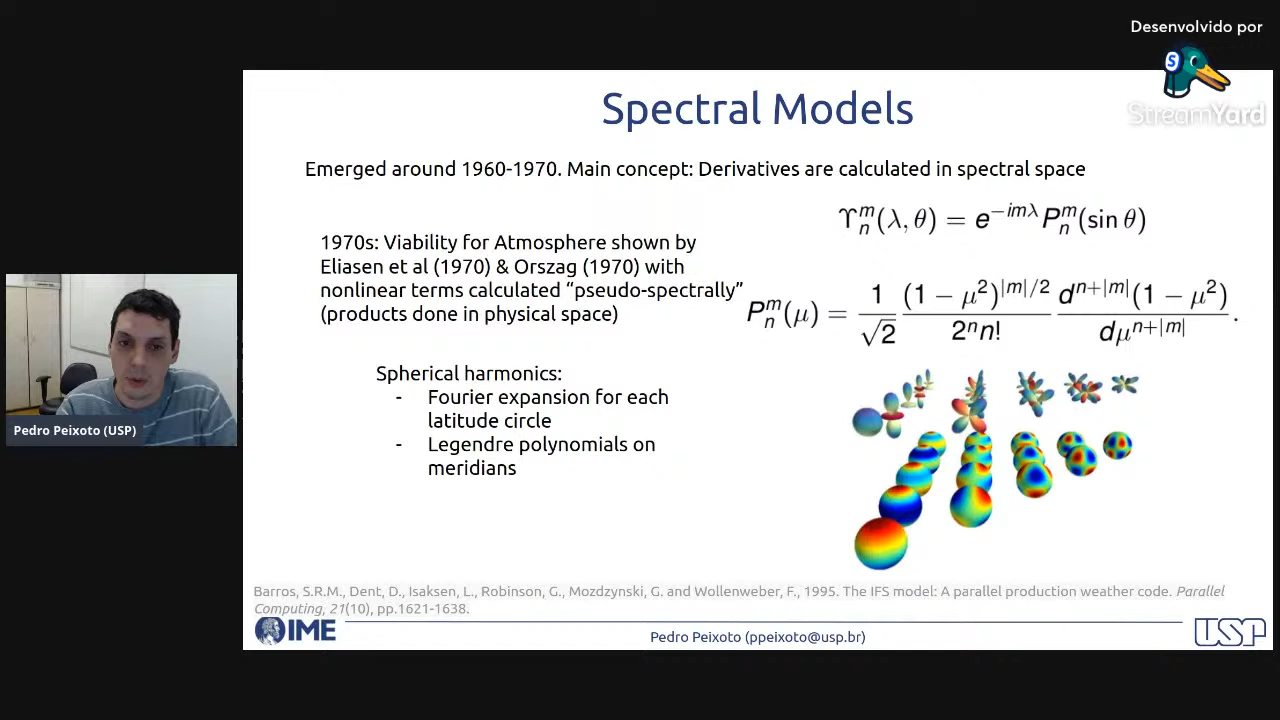 Desenvolvido por
S
StreamYard
Spectral Models
Emerged around 1960-1970. Main concept: Derivatives are calculated in spectral space
ϒₙᵐ(λ, θ) = e⁻ⁱᵐᵏ Pₙᵐ(sin θ)
1970s: Viability for Atmosphere shown by
Eliasen et al (1970) & Orszag (1970) with
nonlinear terms calculated “pseudo-spectrally”
(products done in physical space)
Pₙᵐ(μ) = 1/√2 (1 − μ²)^{|m|/2}/2ⁿn! d^{n+|m|}(1 − μ²)/dμ^{n+|m|}.
Spherical harmonics:
- Fourier expansion for each
latitude circle
- Legendre polynomials on
meridians
Pedro Peixoto (USP)
Barros, S.R.M., Dent, D., Isaksen, L., Robinson, G., Mozdzynski, G. and Wollenweber, F., 1995. The IFS model: A parallel production weather code. Parallel
Computing, 21(10), pp.1621-1638.
IME
Pedro Peixoto (ppeixoto@usp.br)
USP